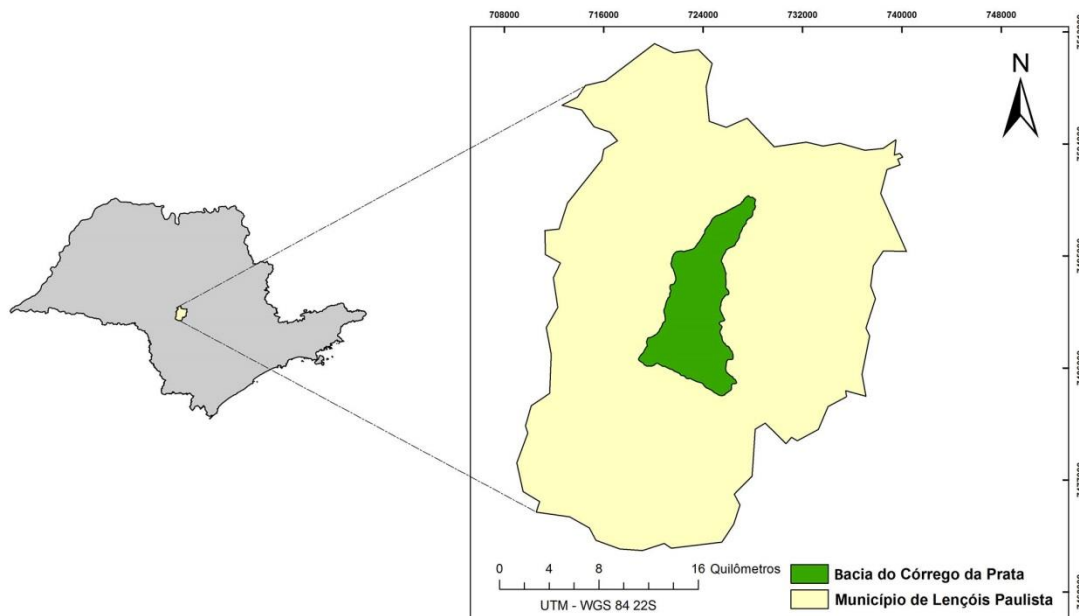 708000 716000 724000 732000 740000 748000
N
0 4 8 16 Quilômetros
UTM - WGS 84 22S
Bacia do Córrego da Prata
Município de Lençóis Paulista